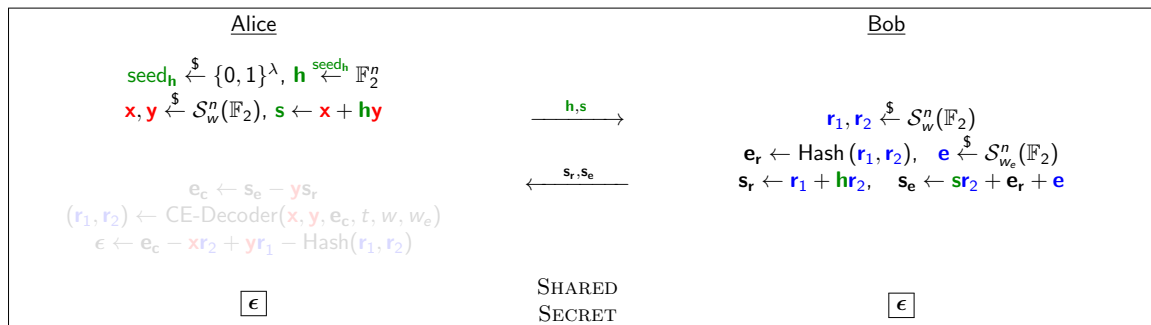 Alice
Bob
seed_h ←$ {0, 1}^λ, h ←seed_h 𝔽_2^n
x, y ←$ 𝒮_w^n(𝔽_2), s ← x + hy
h,s
r_1, r_2 ←$ 𝒮_w^n(𝔽_2)
e_r ← Hash (r_1, r_2), e ←$ 𝒮_{w_e}^n(𝔽_2)
s_r,s_e
s_r ← r_1 + hr_2, s_e ← sr_2 + e_r + e
e_c ← s_e − ys_r
(r_1, r_2) ← CE-Decoder(x, y, e_c, t, w, w_e)
ϵ ← e_c − xr_2 + yr_1 − Hash(r_1, r_2)
SHARED
ϵ
ϵ
SECRET